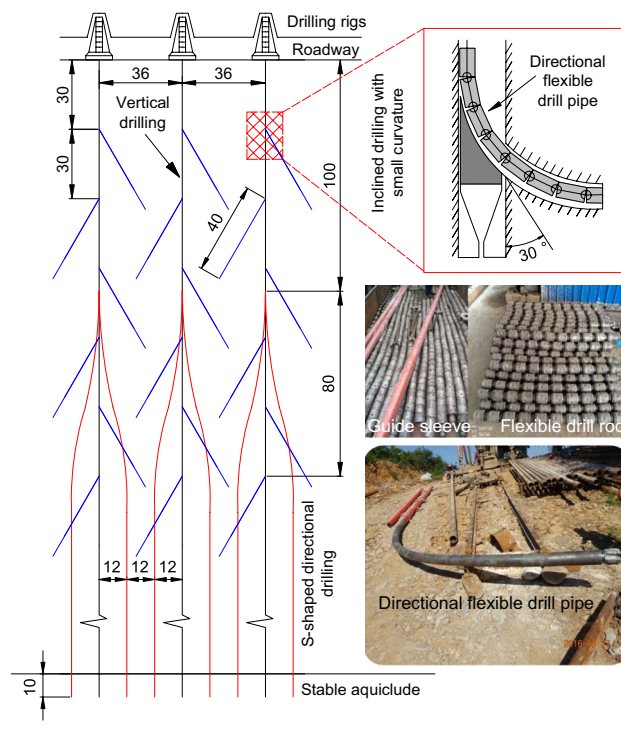 Drilling rigs
Roadway
36
36
30
30
Vertical
drilling
40
100
80
Inclined drilling with
small curvature
Directional
flexible
drill pipe
30 °
Guide sleeve
Flexible drill rod
Directional flexible drill pipe
12
12
12
S-shaped directional
drilling
10
Stable aquiclude